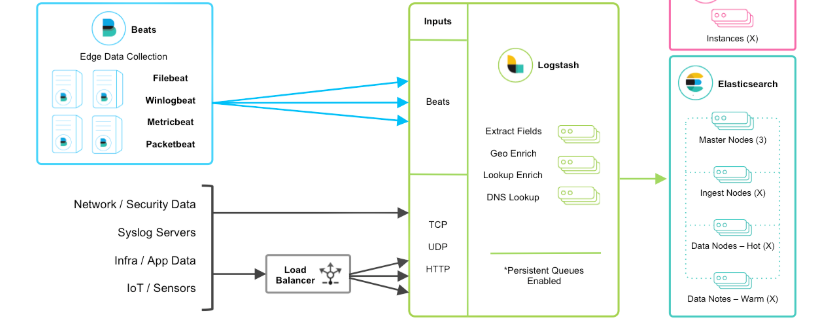 Beats
Edge Data Collection
Filebeat
Winlogbeat
Metricbeat
Packetbeat
Network / Security Data
Syslog Servers
Infra / App Data
IoT / Sensors
Load
Balancer
Inputs
Beats
TCP
UDP
HTTP
Logstash
Extract Fields
Geo Enrich
Lookup Enrich
DNS Lookup
*Persistent Queues
Enabled
Instances (X)
Elasticsearch
Master Nodes (3)
Ingest Nodes (X)
Data Nodes – Hot (X)
Data Notes – Warm (X)